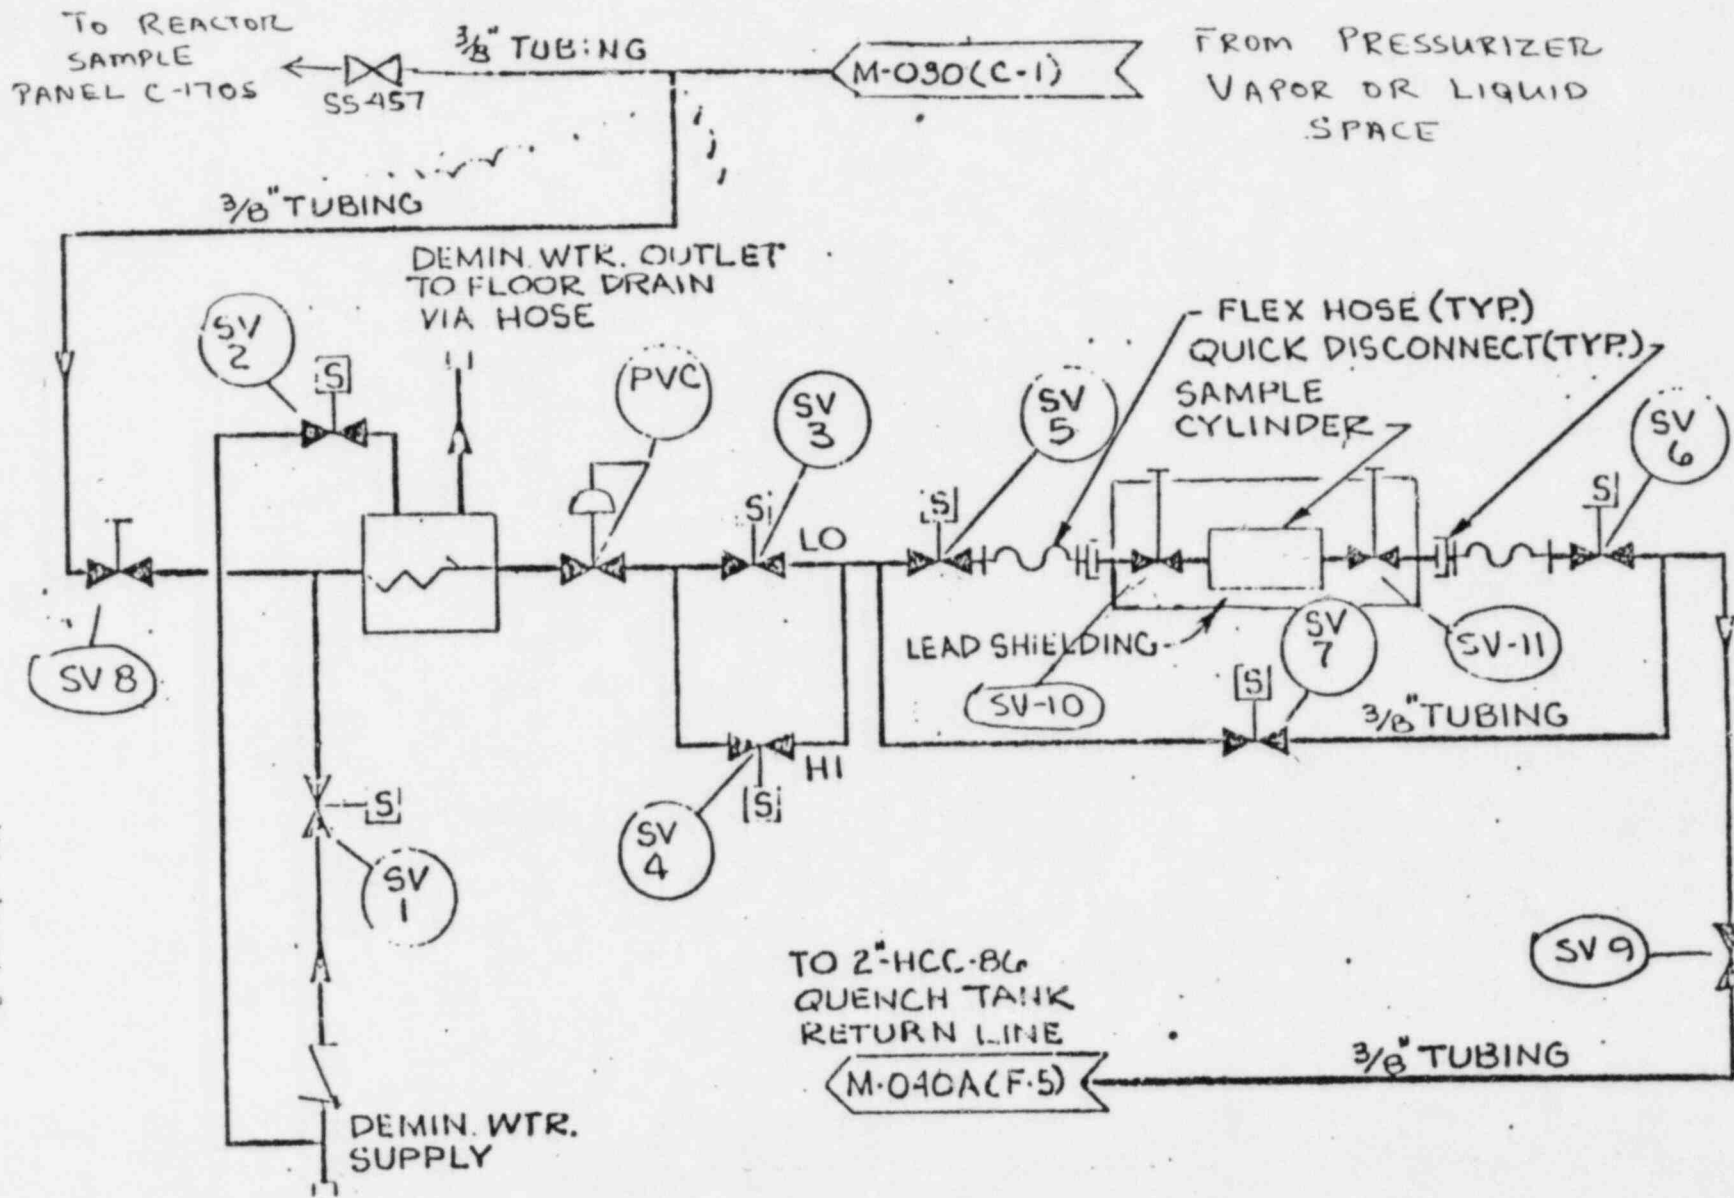 To REACTOR
SAMPLE
PANEL C-170S
SS-457
3/8" TUBING
M-030(C-1)
FROM PRESSURIZER
VAPOR OR LIQUID
SPACE
3/8" TUBING
DEMIN. WTR. OUTLET
TO FLOOR DRAIN
VIA HOSE
SV
2
S
PVC
SV
3
S
LO
SV
5
S
FLEX HOSE (TYP.)
QUICK DISCONNECT (TYP.)
SAMPLE
CYLINDER
SV
6
S
SV 8
LEAD SHIELDING
SV-10
SV
7
S
SV-11
3/8" TUBING
HI
S
SV
4
S
SV
1
SV 9
TO 2"-HCC-86
QUENCH TANK
RETURN LINE
M-040A(F-5)
3/8" TUBING
DEMIN. WTR.
SUPPLY